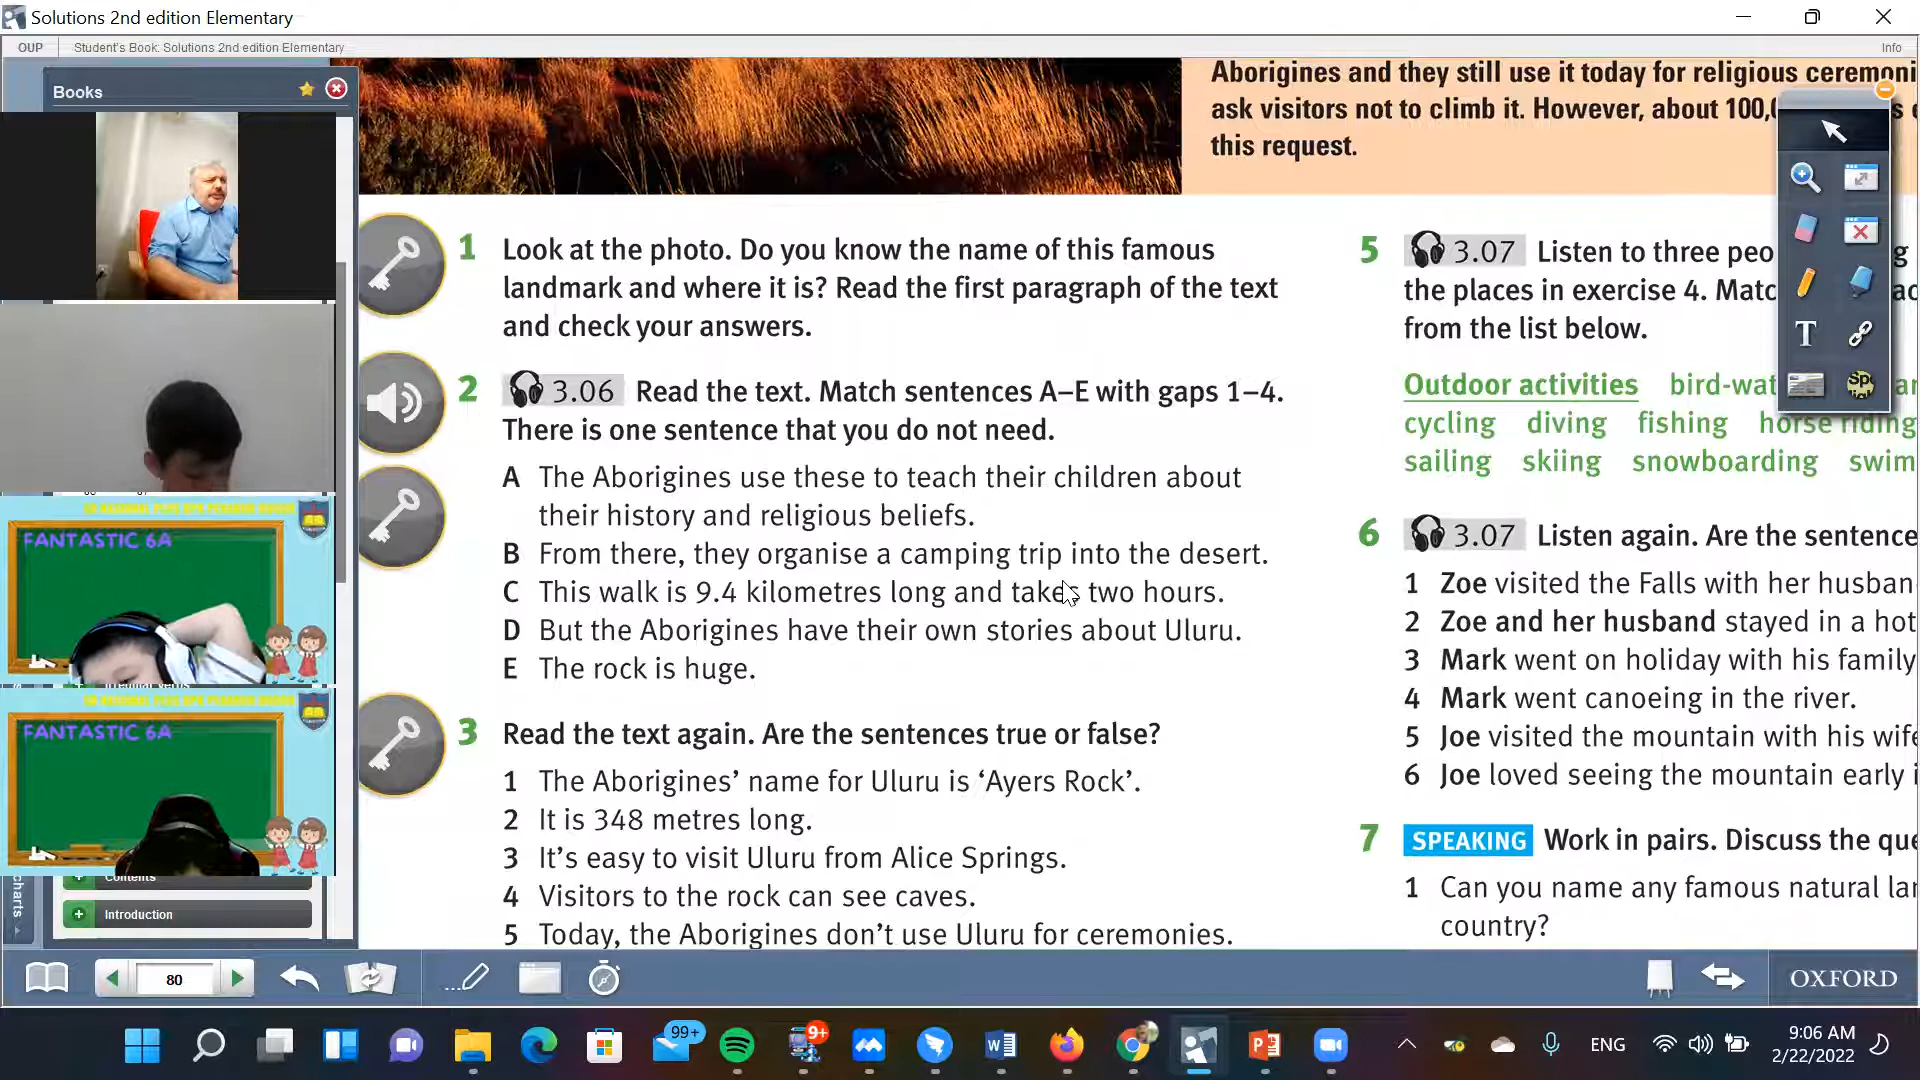 Solutions 2nd edition Elementary
OUP
Student's Book: Solutions 2nd edition Elementary
Info
Books
FANTASTIC 6A
FANTASTIC 6A
Contents
Introduction
charts
Aborigines and they still use it today for religious ceremoni
ask visitors not to climb it. However, about 100,
this request.
1 Look at the photo. Do you know the name of this famous
landmark and where it is? Read the first paragraph of the text
and check your answers.
2 3.06 Read the text. Match sentences A–E with gaps 1–4.
There is one sentence that you do not need.
A The Aborigines use these to teach their children about
their history and religious beliefs.
B From there, they organise a camping trip into the desert.
C This walk is 9.4 kilometres long and takes two hours.
D But the Aborigines have their own stories about Uluru.
E The rock is huge.
3 Read the text again. Are the sentences true or false?
1 The Aborigines’ name for Uluru is ‘Ayers Rock’.
2 It is 348 metres long.
3 It’s easy to visit Uluru from Alice Springs.
4 Visitors to the rock can see caves.
5 Today, the Aborigines don’t use Uluru for ceremonies.
5 3.07 Listen to three peo
the places in exercise 4. Matc
from the list below.
Outdoor activities bird-wat
cycling diving fishing horse riding
sailing skiing snowboarding swim
6 3.07 Listen again. Are the sentence
1 Zoe visited the Falls with her husban
2 Zoe and her husband stayed in a hot
3 Mark went on holiday with his family
4 Mark went canoeing in the river.
5 Joe visited the mountain with his wife
6 Joe loved seeing the mountain early i
7 SPEAKING Work in pairs. Discuss the que
1 Can you name any famous natural la
country?
T
80
OXFORD
99+
9+
ENG
9:06 AM
2/22/2022